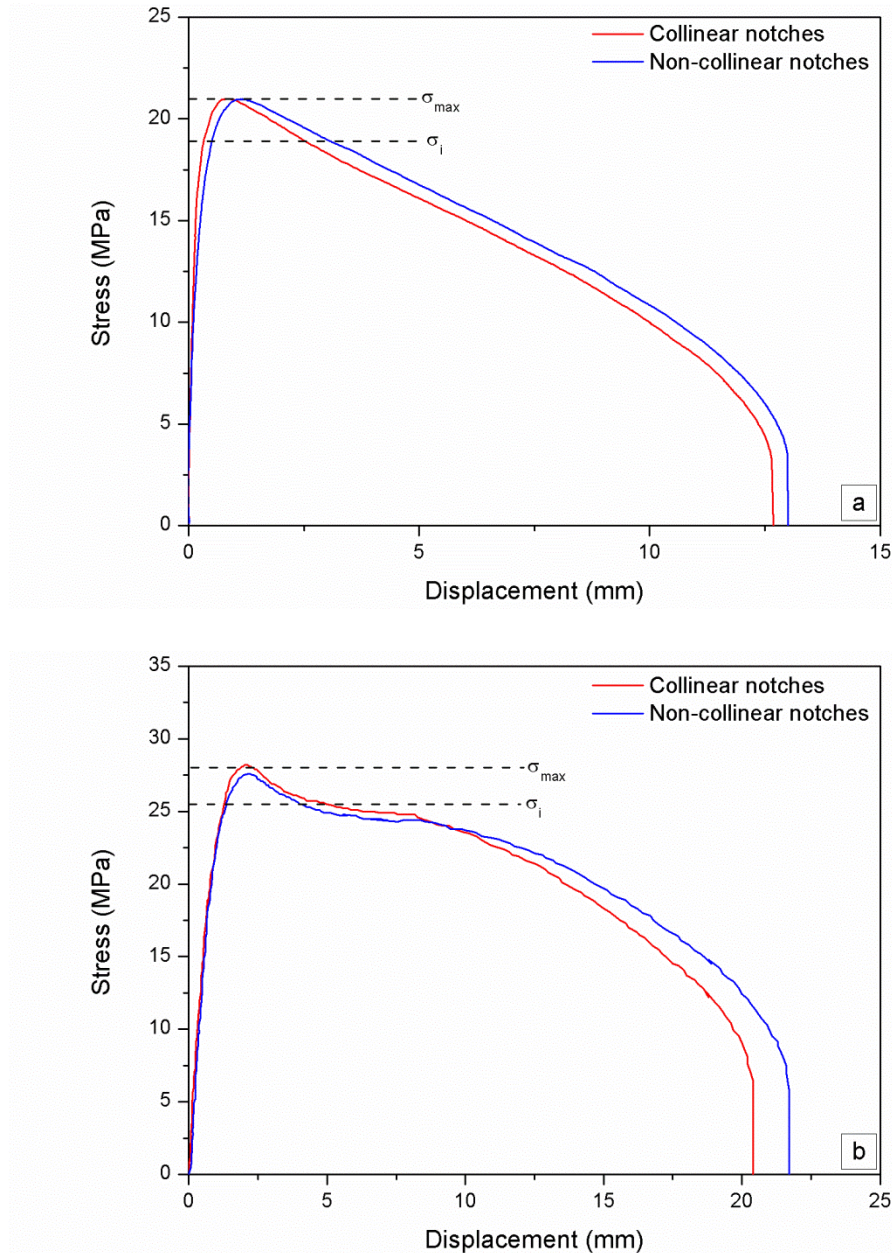 25
Collinear notches
Non-collinear notches
σmax
20
σi
15
10
5
0
Stress (MPa)
a
0 5 10 15
Displacement (mm)
35
Collinear notches
Non-collinear notches
30
σmax
25
σi
20
15
10
5
0
Stress (MPa)
b
0 5 10 15 20 25
Displacement (mm)